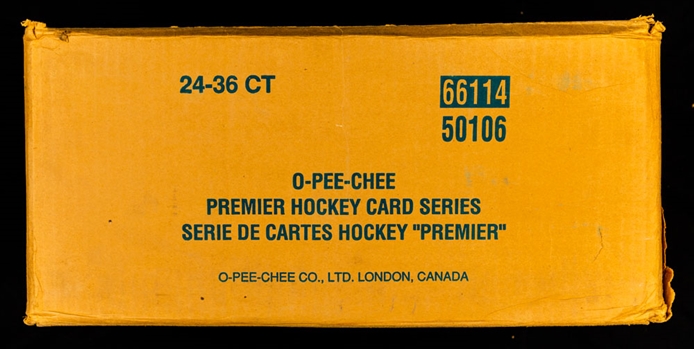 24-36 CT
66114
50106
O-PEE-CHEE
PREMIER HOCKEY CARD SERIES
SERIE DE CARTES HOCKEY "PREMIER"
O-PEE-CHEE CO., LTD. LONDON, CANADA